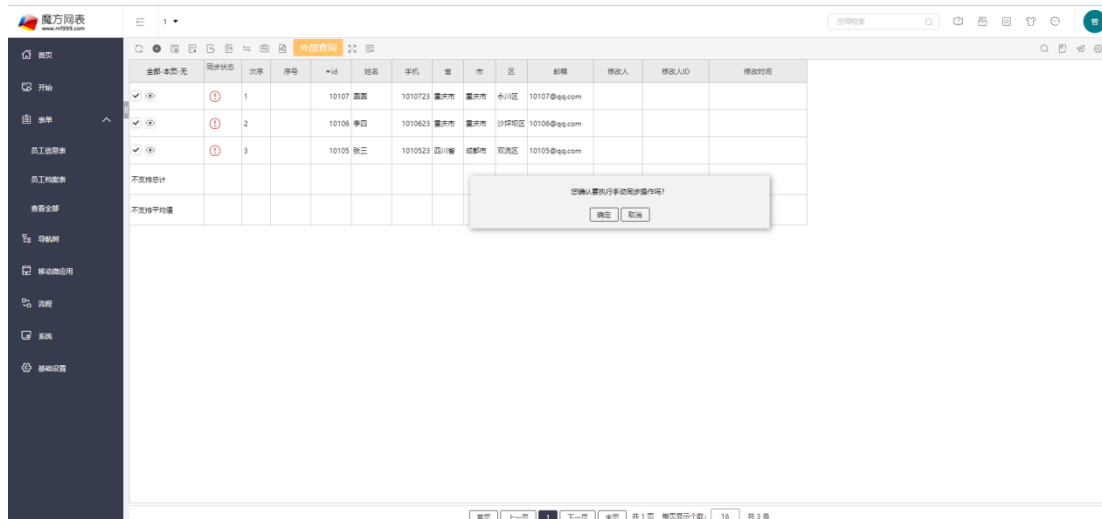 魔方网表
www.mf999.com
1
空间检索
首页
开始
表单
员工信息表
员工档案表
查看全部
导航树
移动微应用
流程
系统
基础设置
外部查询
全部-本页-无 同步状态 次序 序号 id 姓名 手机 省 市 区 邮箱 修改人 修改人ID 修改时间
1 10107 圆圆 1010723 重庆市 重庆市 永川区 10107@qq.com
2 10106 李四 1010623 重庆市 重庆市 沙坪坝区 10106@qq.com
3 10105 张三 1010523 四川省 成都市 双流区 10105@qq.com
不支持总计
不支持平均值
您确认要执行手动同步操作吗?
确定 取消
首页 上一页 1 下一页 末页 共1页 每页显示个数: 16 共3条